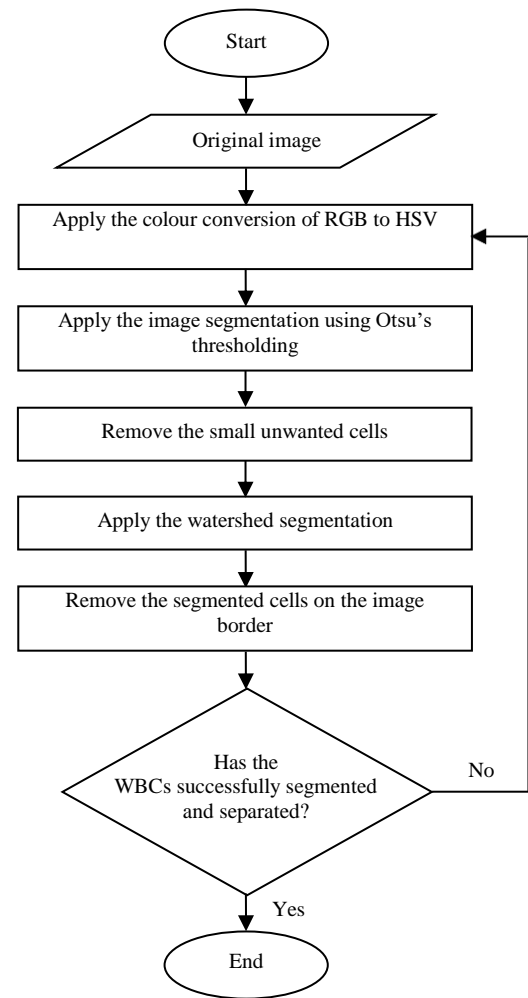 Start
Original image
Apply the colour conversion of RGB to HSV
Apply the image segmentation using Otsu’s
thresholding
Remove the small unwanted cells
Apply the watershed segmentation
Remove the segmented cells on the image
border
Has the
WBCs successfully segmented
and separated?
No
Yes
End